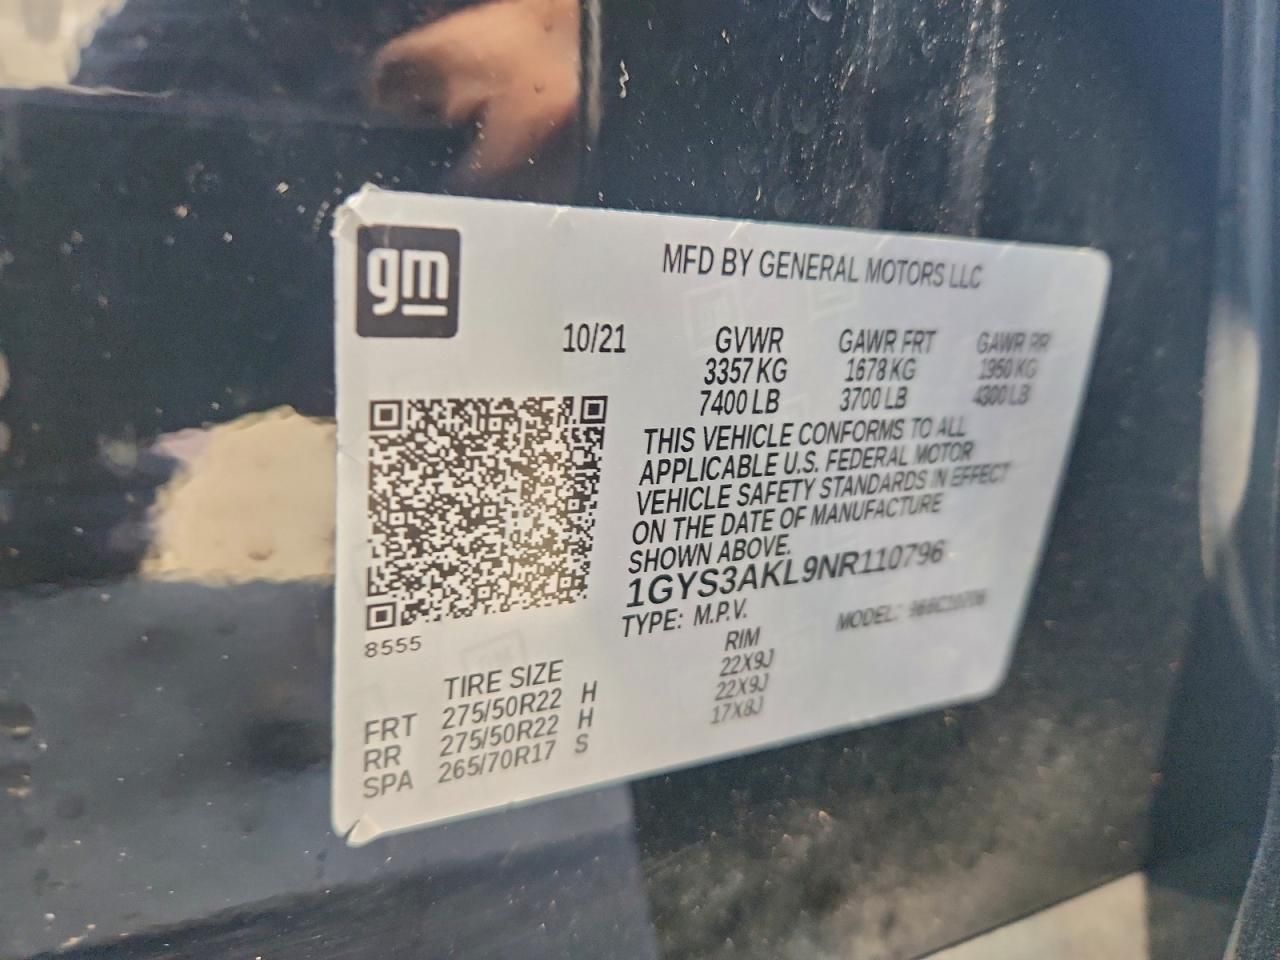 gm
MFD BY GENERAL MOTORS LLC
10/21 GVWR GAWR FRT GAWR RR
3357 KG 1678 KG 1950 KG
7400 LB 3700 LB 4300 LB
THIS VEHICLE CONFORMS TO ALL
APPLICABLE U.S. FEDERAL MOTOR
VEHICLE SAFETY STANDARDS IN EFFECT
ON THE DATE OF MANUFACTURE
SHOWN ABOVE.
1GYS3AKL9NR110796
TYPE: M.P.V. MODEL:
8555
TIRE SIZE RIM
FRT 275/50R22 H 22X9J
RR 275/50R22 H 22X9J
SPA 265/70R17 S 17X8J